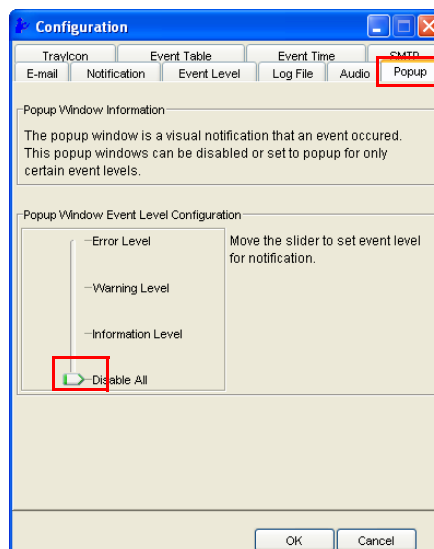 Configuration
TrayIcon Event Table Event Time SMTP
E-mail Notification Event Level Log File Audio Popup
Popup Window Information
The popup window is a visual notification that an event occured.
This popup windows can be disabled or set to popup for only
certain event levels.
Popup Window Event Level Configuration
Error Level
Move the slider to set event level
for notification.
Warning Level
Information Level
Disable All
OK Cancel